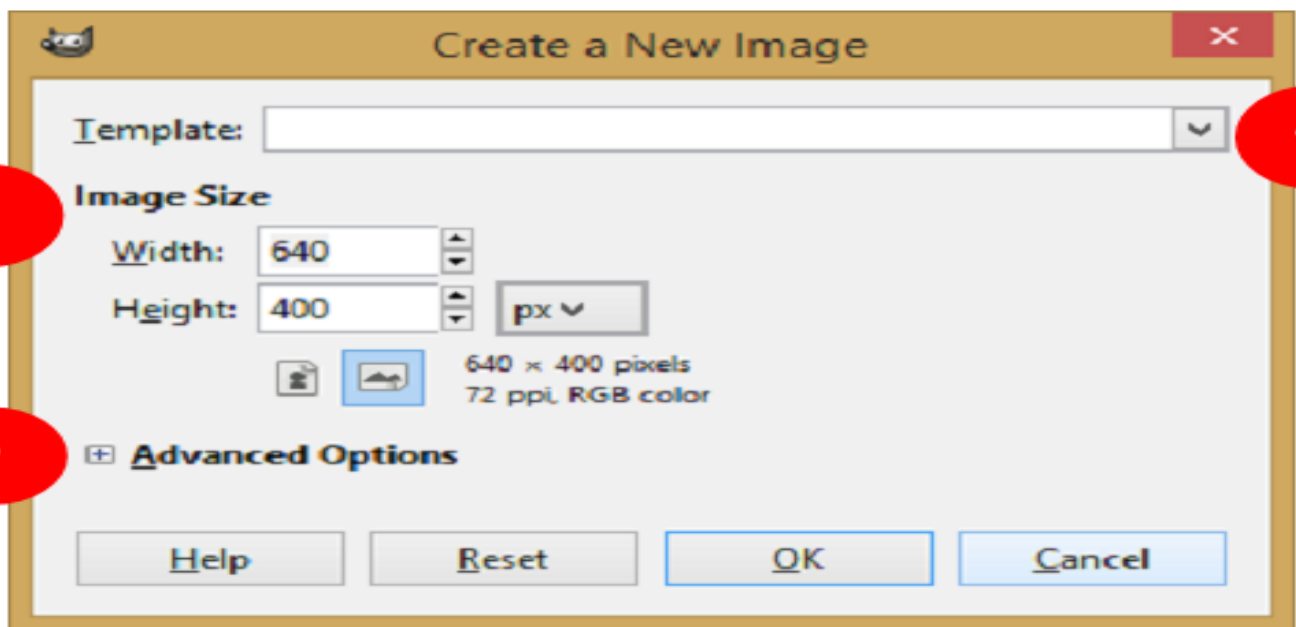 Create a New Image
Template:
Image Size
Width: 640
Height: 400 px
640 × 400 pixels
72 ppi, RGB color
Advanced Options
Help Reset OK Cancel